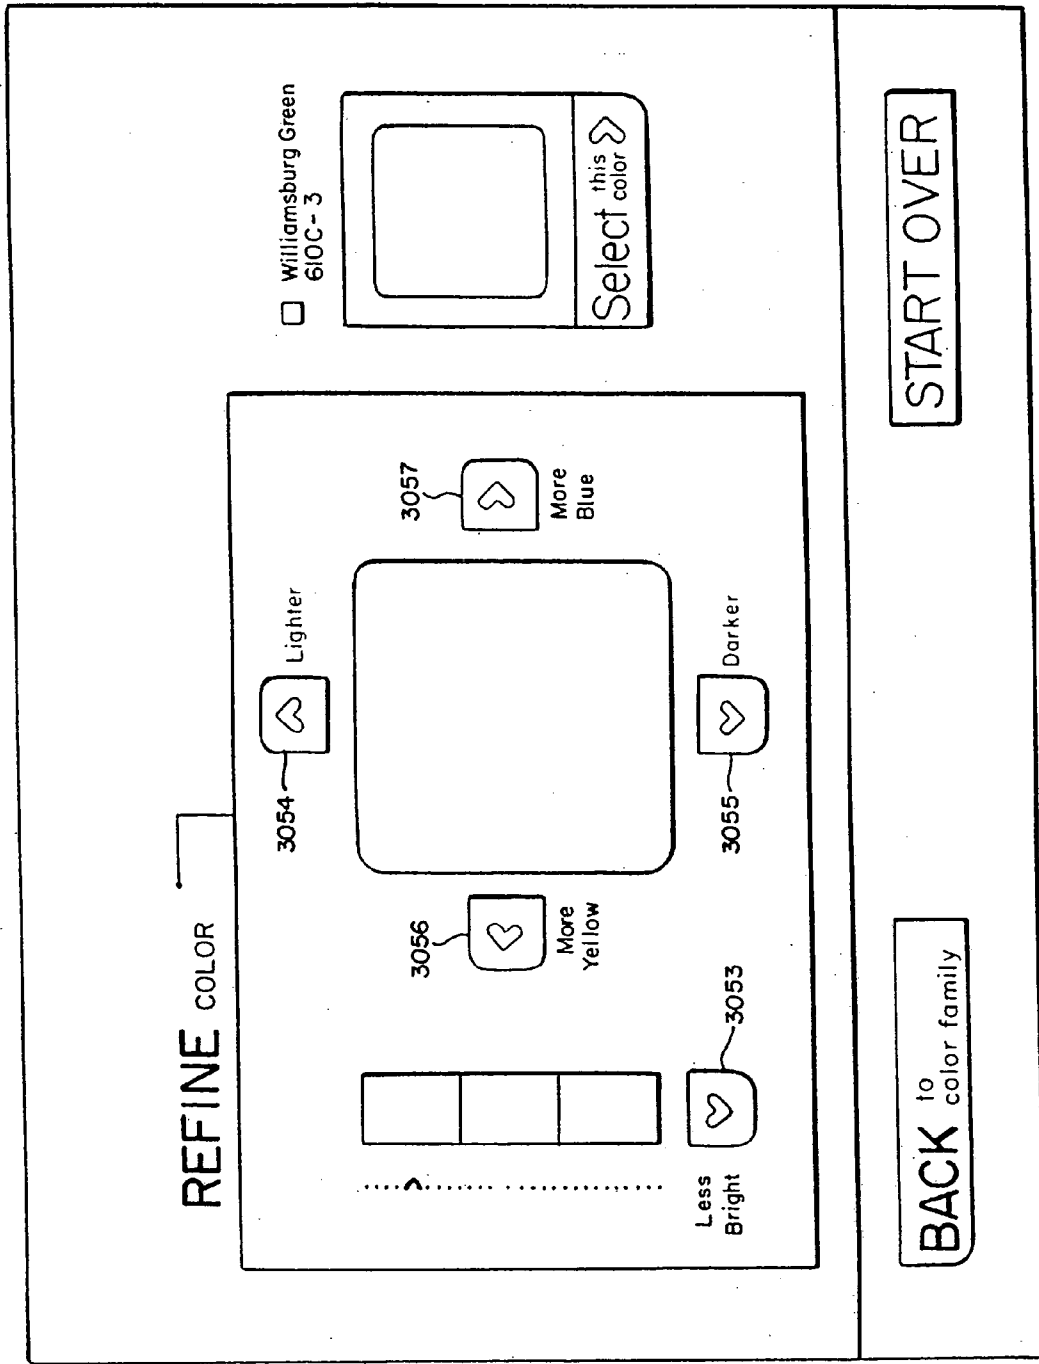 REFINE COLOR
Williamsburg Green
610C-3
3054
Lighter
3057
More
Blue
3056
More
Yellow
3055
Darker
Less
Bright
3053
Select this
color
BACK to
color family
START OVER